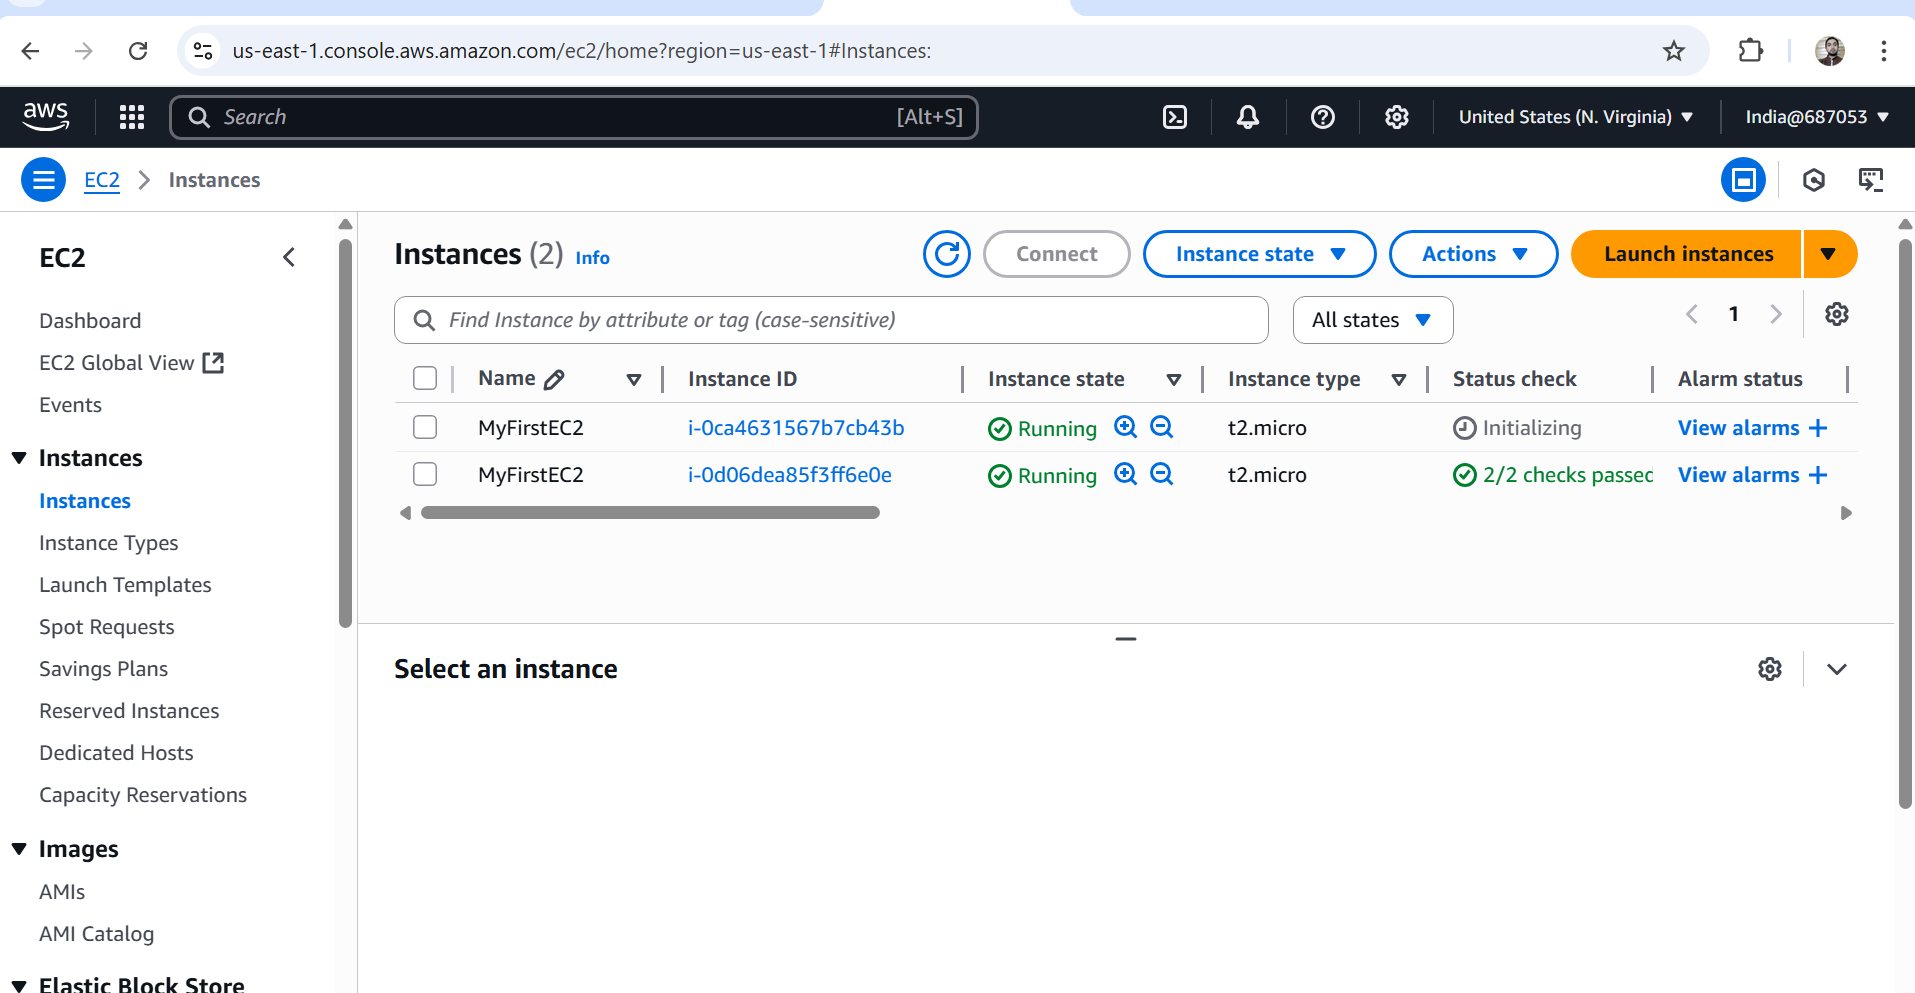 us-east-1.console.aws.amazon.com/ec2/home?region=us-east-1#Instances:
aws
Search
[Alt+S]
United States (N. Virginia)
India@687053
EC2
Instances
EC2
Dashboard
EC2 Global View
Events
Instances
Instances
Instance Types
Launch Templates
Spot Requests
Savings Plans
Reserved Instances
Dedicated Hosts
Capacity Reservations
Images
AMIs
AMI Catalog
Elastic Block Store
Instances (2) Info
Connect
Instance state
Actions
Launch instances
Find Instance by attribute or tag (case-sensitive)
All states
1
Name Instance ID Instance state Instance type Status check Alarm status
MyFirstEC2 i-0ca4631567b7cb43b Running t2.micro Initializing View alarms +
MyFirstEC2 i-0d06dea85f3ff6e0e Running t2.micro 2/2 checks passed View alarms +
Select an instance